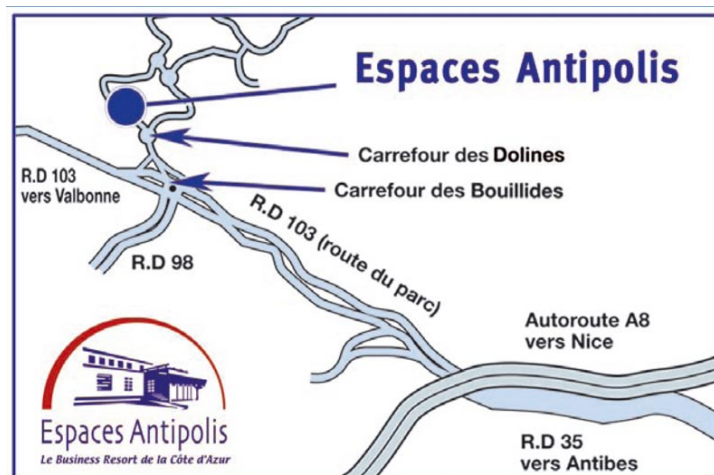 Espaces Antipolis
Carrefour des Dolines
R.D 103
vers Valbonne
Carrefour des Bouillides
R.D 103 (route du parc)
R.D 98
Autoroute A8
vers Nice
Espaces Antipolis
Le Business Resort de la Côte d'Azur
R.D 35
vers Antibes